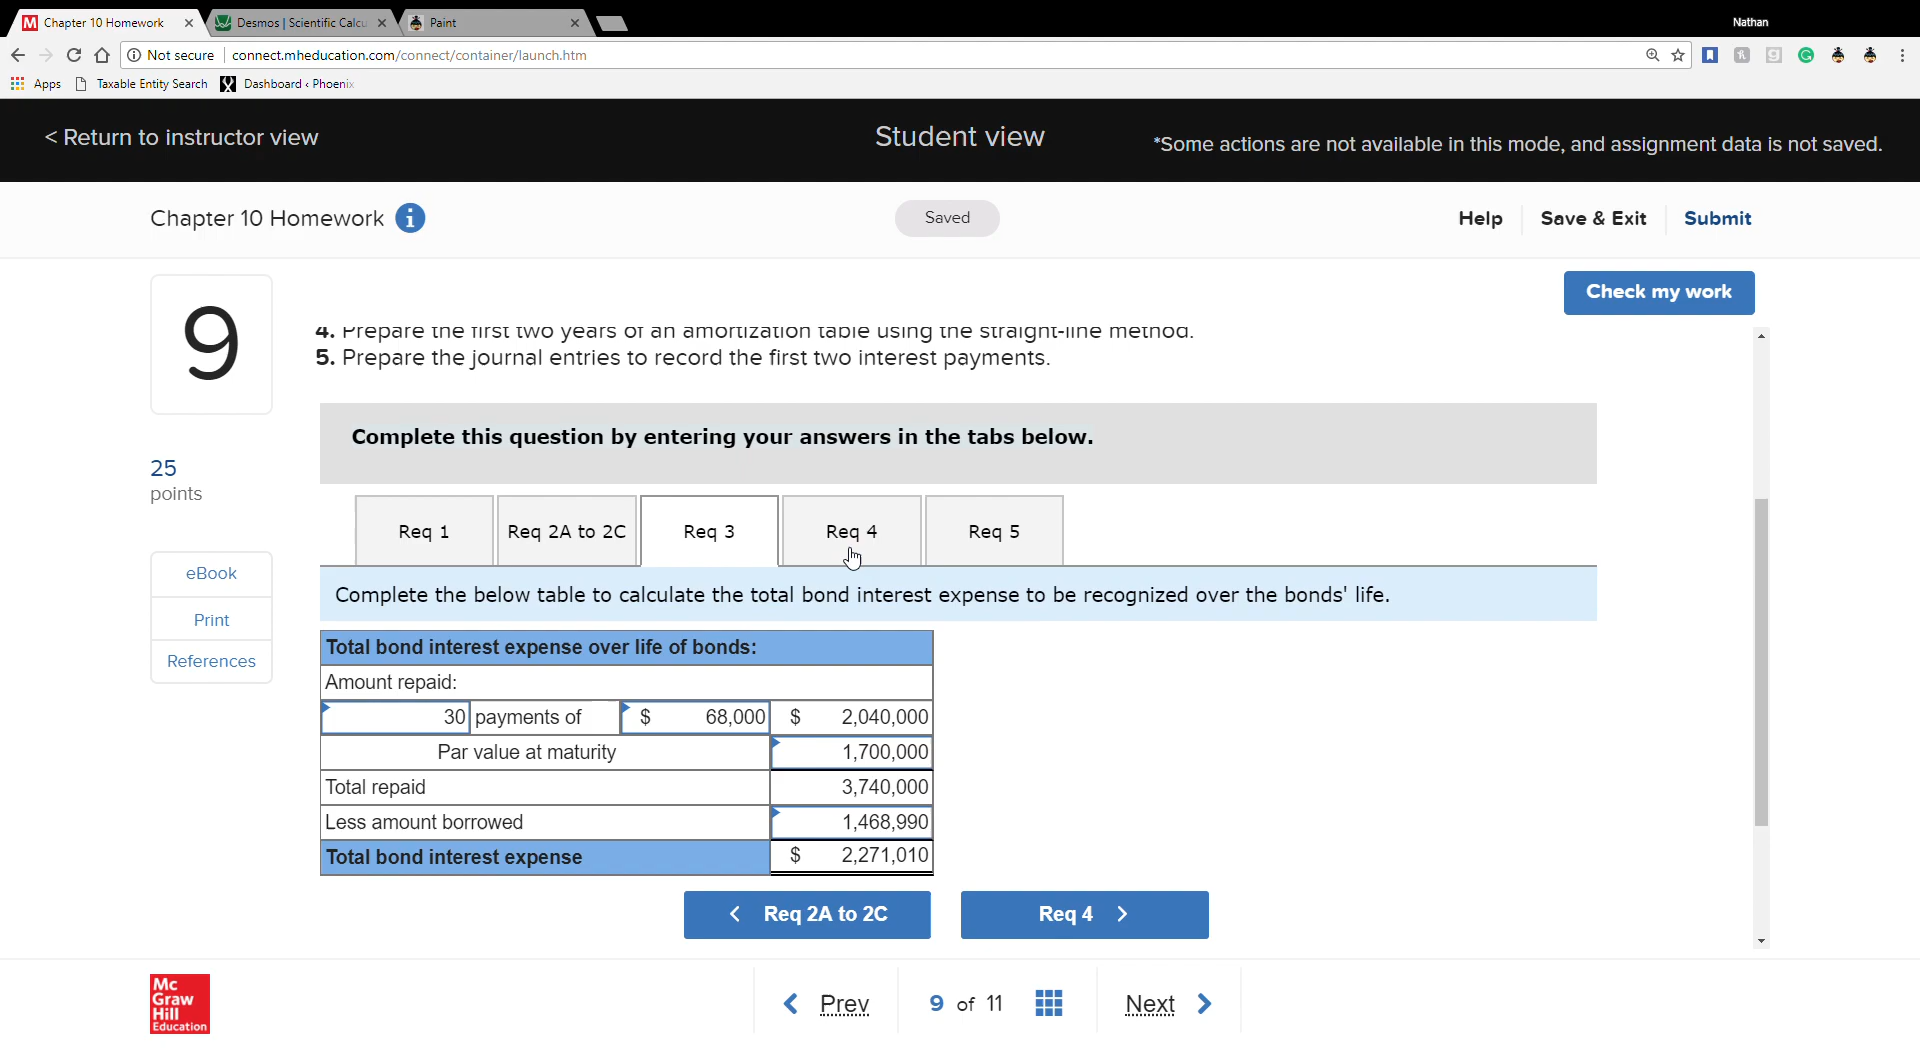 Chapter 10 Homework
Desmos | Scientific Calcu
Paint
Nathan
Not secure
connect.mheducation.com/connect/container/launch.htm
Apps
Taxable Entity Search
Dashboard ‹ Phoenix
< Return to instructor view
Student view
*Some actions are not available in this mode, and assignment data is not saved.
Chapter 10 Homework
i
Saved
Help
Save & Exit
Submit
Check my work
9
4. Prepare the first two years of an amortization table using the straight-line method.
5. Prepare the journal entries to record the first two interest payments.
25
points
Complete this question by entering your answers in the tabs below.
Req 1
Req 2A to 2C
Req 3
Req 4
Req 5
eBook
Print
References
Complete the below table to calculate the total bond interest expense to be recognized over the bonds' life.
Total bond interest expense over life of bonds:
Amount repaid:
30 payments of $ 68,000 $ 2,040,000
Par value at maturity 1,700,000
Total repaid 3,740,000
Less amount borrowed 1,468,990
Total bond interest expense $ 2,271,010
< Req 2A to 2C
Req 4 >
Mc
Graw
Hill
Education
Prev
9 of 11
Next